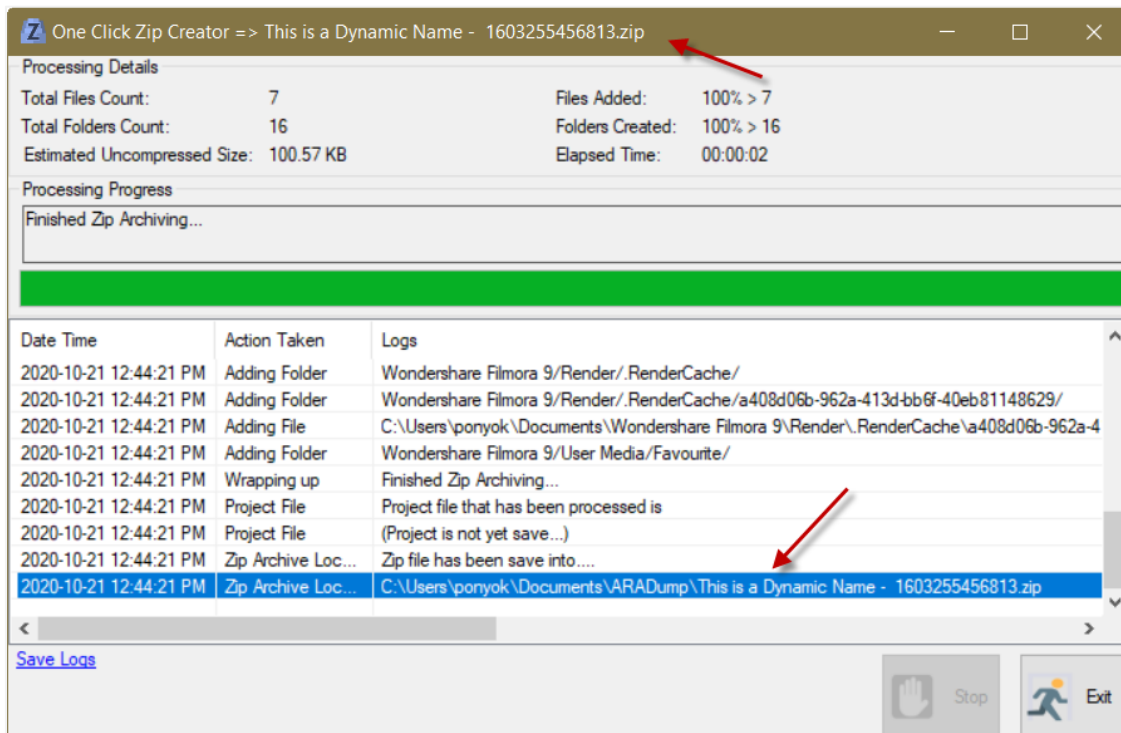 One Click Zip Creator => This is a Dynamic Name -  1603255456813.zip
Processing Details
Total Files Count: 7 Files Added: 100% > 7
Total Folders Count: 16 Folders Created: 100% > 16
Estimated Uncompressed Size: 100.57 KB Elapsed Time: 00:00:02
Processing Progress
Finished Zip Archiving...
Date Time Action Taken Logs
2020-10-21 12:44:21 PM Adding Folder Wondershare Filmora 9/Render/.RenderCache/
2020-10-21 12:44:21 PM Adding Folder Wondershare Filmora 9/Render/.RenderCache/a408d06b-962a-413d-bb6f-40eb81148629/
2020-10-21 12:44:21 PM Adding File C:\Users\ponyok\Documents\Wondershare Filmora 9\Render\.RenderCache\a408d06b-962a-4
2020-10-21 12:44:21 PM Adding Folder Wondershare Filmora 9/User Media/Favourite/
2020-10-21 12:44:21 PM Wrapping up Finished Zip Archiving...
2020-10-21 12:44:21 PM Project File Project file that has been processed is
2020-10-21 12:44:21 PM Project File (Project is not yet save...)
2020-10-21 12:44:21 PM Zip Archive Loc... Zip file has been save into....
2020-10-21 12:44:21 PM Zip Archive Loc... C:\Users\ponyok\Documents\ARADump\This is a Dynamic Name -  1603255456813.zip
Save Logs
Stop Exit